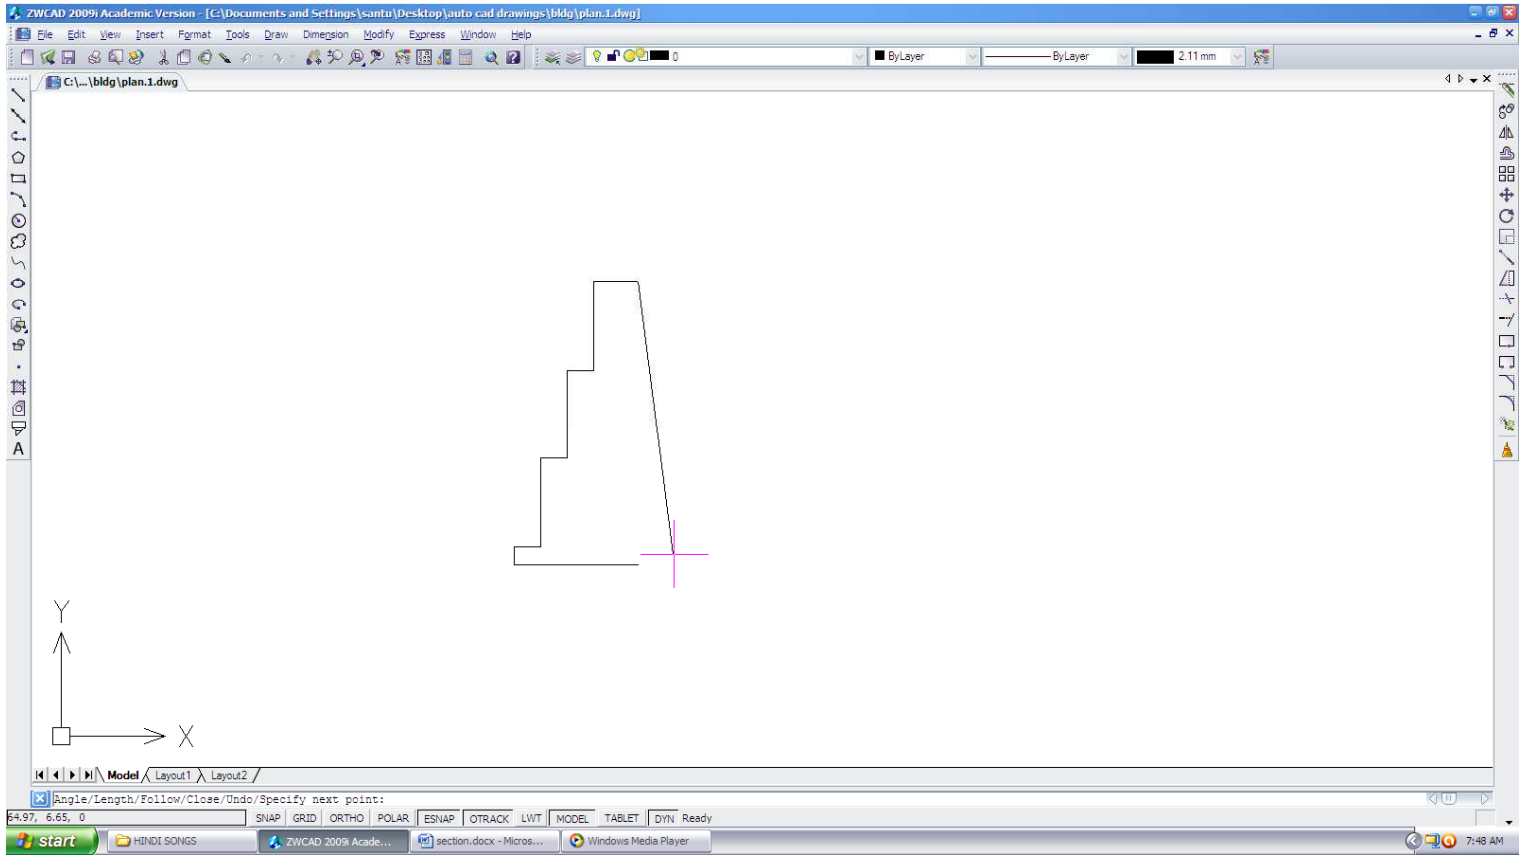 ZWCAD 2009i Academic Version - [C:\Documents and Settings\santu\Desktop\auto cad drawings\bldg\plan.1.dwg]
File Edit View Insert Format Tools Draw Dimension Modify Express Window Help
0 ByLayer ByLayer 2.11 mm
C:\...\bldg\plan.1.dwg
A
Y
X
Model Layout1 Layout2
Angle/Length/Follow/Close/Undo/Specify next point:
64.97, 6.65, 0 SNAP GRID ORTHO POLAR ESNAP OTRACK LWT MODEL TABLET DYN Ready
start HINDI SONGS ZWCAD 2009i Acade... section.docx - Micros... Windows Media Player 7:48 AM